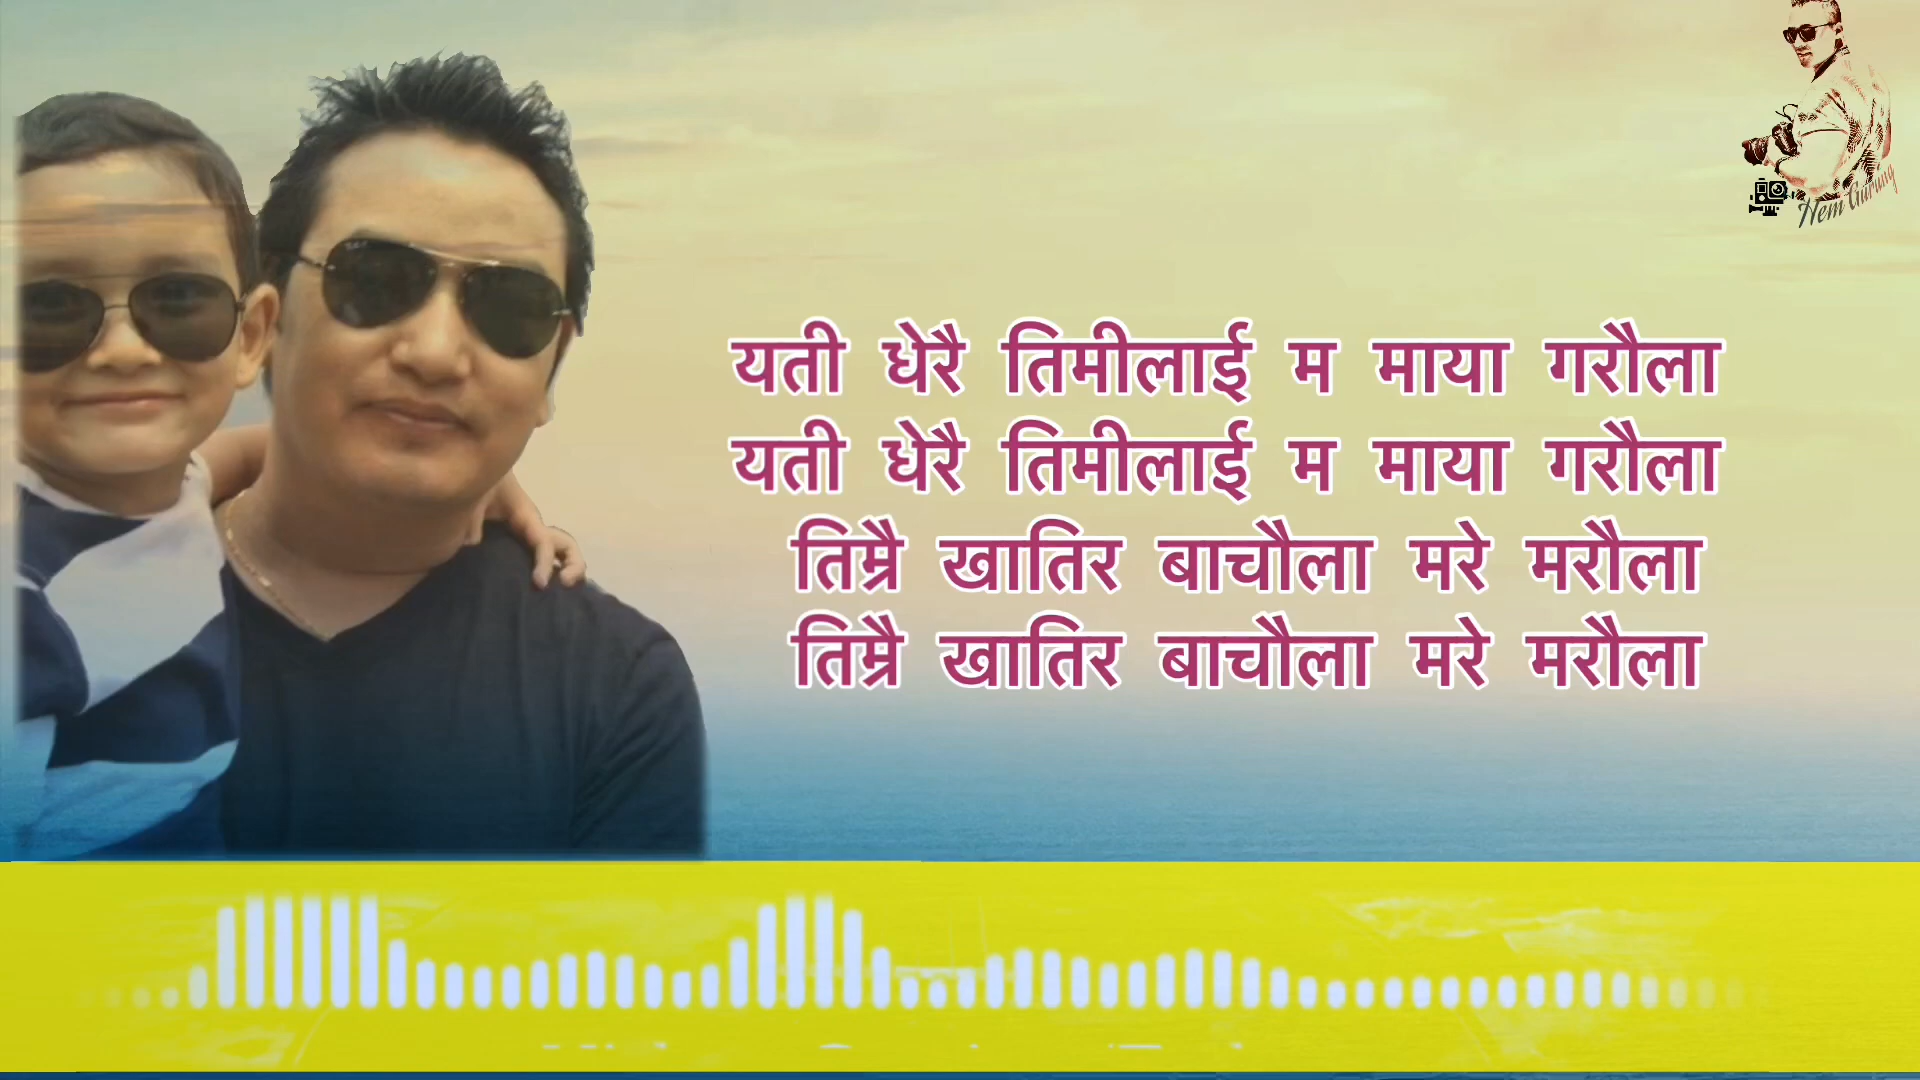 Hem Gurung
यती धेरै तिमीलाई म माया गरौला
यती धेरै तिमीलाई म माया गरौला
तिम्रै खातिर बाचौला मरे मरौला
तिम्रै खातिर बाचौला मरे मरौला